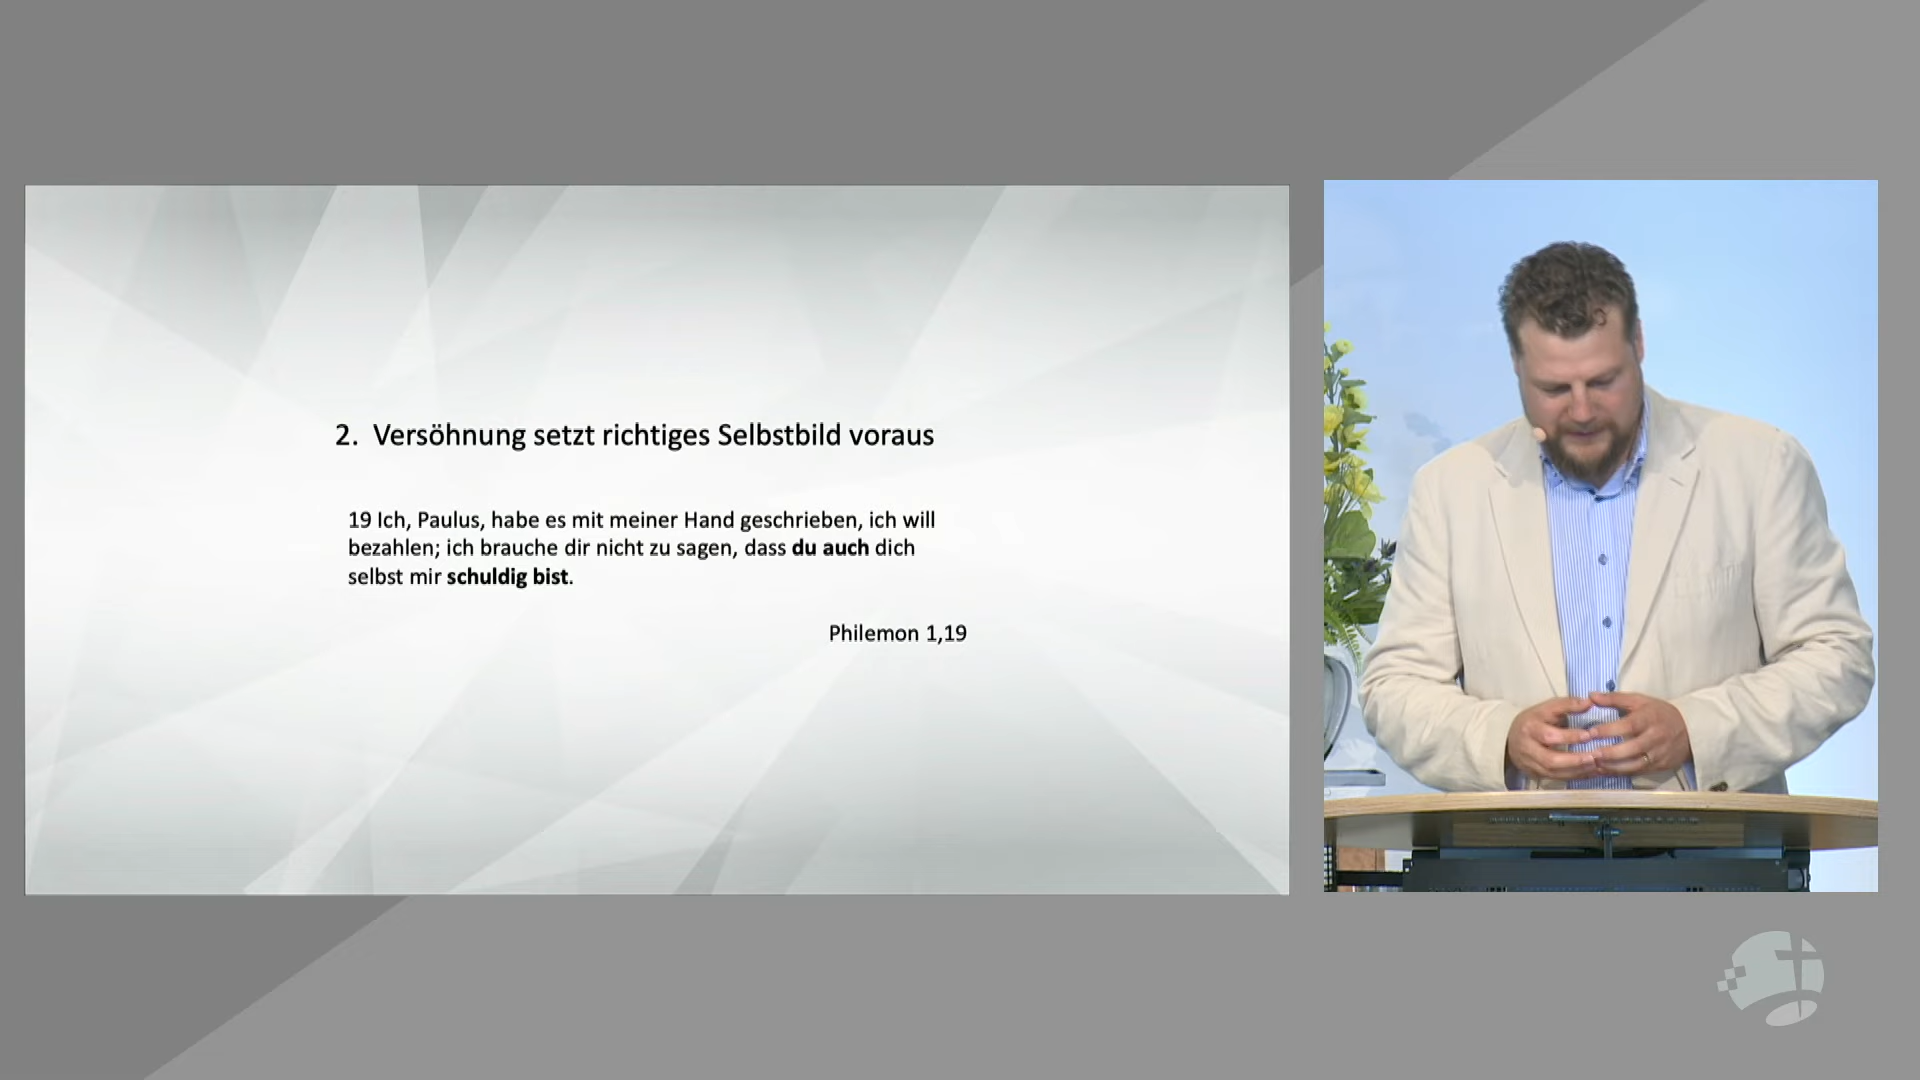 2. Versöhnung setzt richtiges Selbstbild voraus
19 Ich, Paulus, habe es mit meiner Hand geschrieben, ich will
bezahlen; ich brauche dir nicht zu sagen, dass du auch dich
selbst mir schuldig bist.
Philemon 1,19